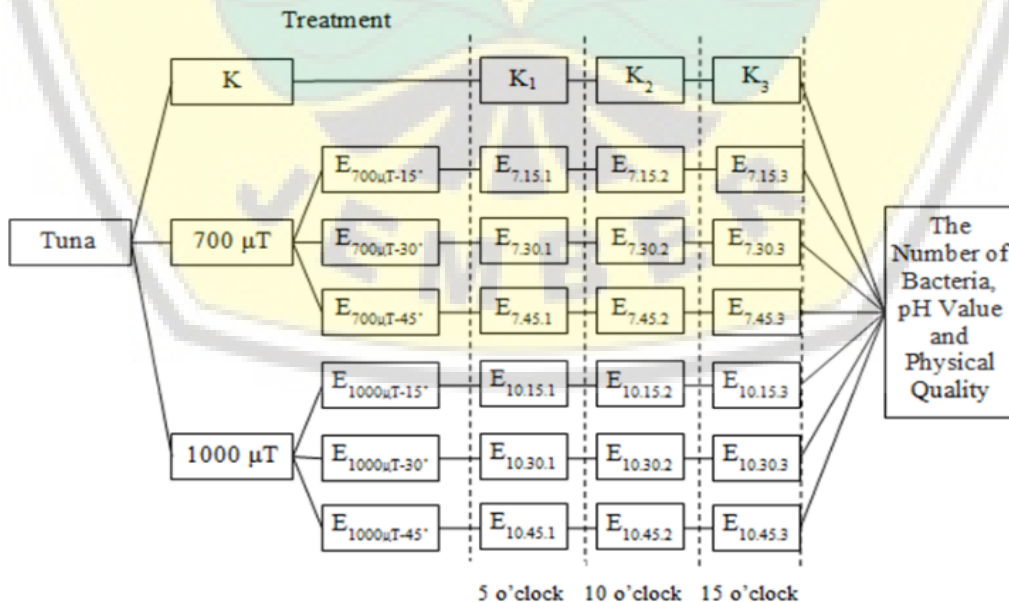 Treatment
K
K₁
K₂
K₃
E₇₀₀μT-15°
E₇.₁₅.₁
E₇.₁₅.₂
E₇.₁₅.₃
Tuna
700 μT
E₇₀₀μT-30°
E₇.₃₀.₁
E₇.₃₀.₂
E₇.₃₀.₃
E₇₀₀μT-45°
E₇.₄₅.₁
E₇.₄₅.₂
E₇.₄₅.₃
E₁₀₀₀μT-15°
E₁₀.₁₅.₁
E₁₀.₁₅.₂
E₁₀.₁₅.₃
1000 μT
E₁₀₀₀μT-30°
E₁₀.₃₀.₁
E₁₀.₃₀.₂
E₁₀.₃₀.₃
E₁₀₀₀μT-45°
E₁₀.₄₅.₁
E₁₀.₄₅.₂
E₁₀.₄₅.₃
The
Number of
Bacteria,
pH Value
and
Physical
Quality
5 o'clock 10 o'clock 15 o'clock
JEMBER